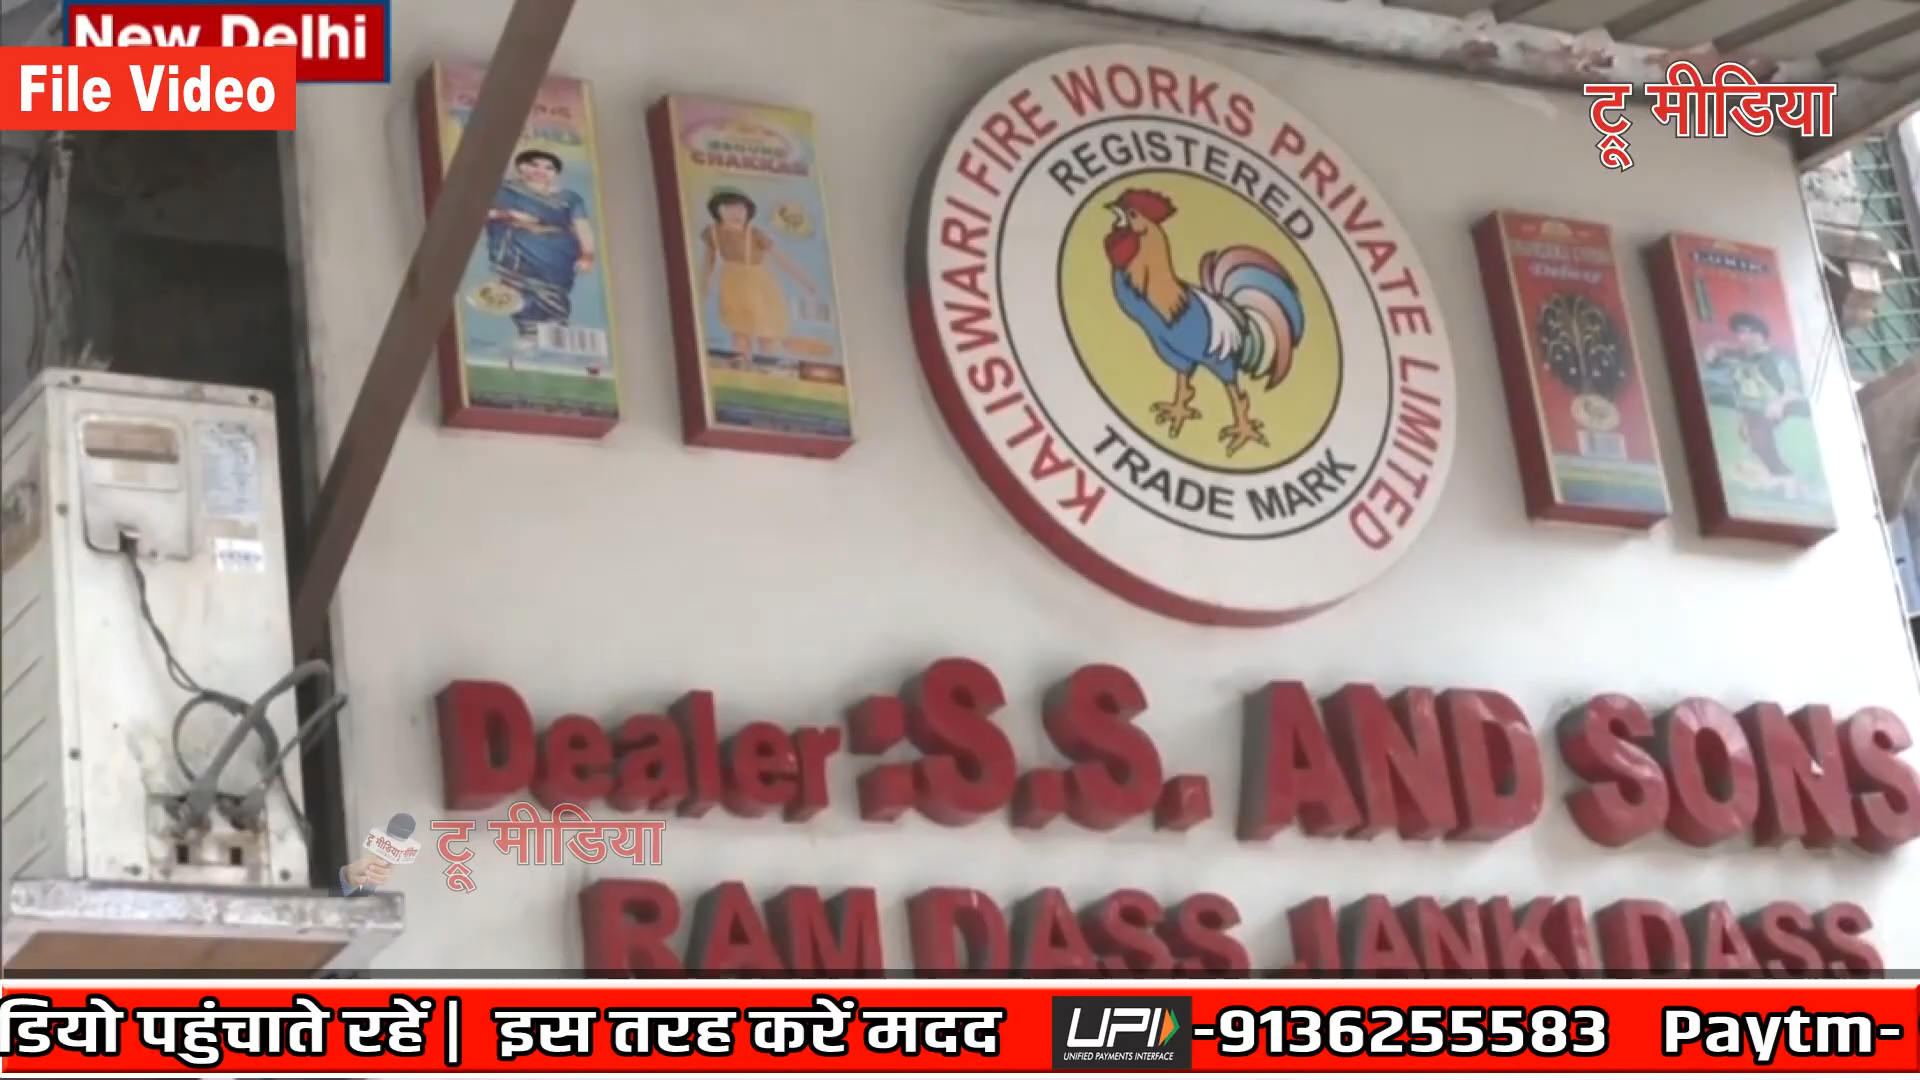 New Delhi
File Video
टू मीडिया
KALISWARI FIRE WORKS PRIVATE LIMITED
REGISTERED
TRADE MARK
CHAKKAR
Dealer:S.S. AND SONS
टू मीडिया
RAM DASS JANKI DASS
डियो पहुंचाते रहें | इस तरह करें मदद UPI -9136255583 Paytm-
UNIFIED PAYMENTS INTERFACE